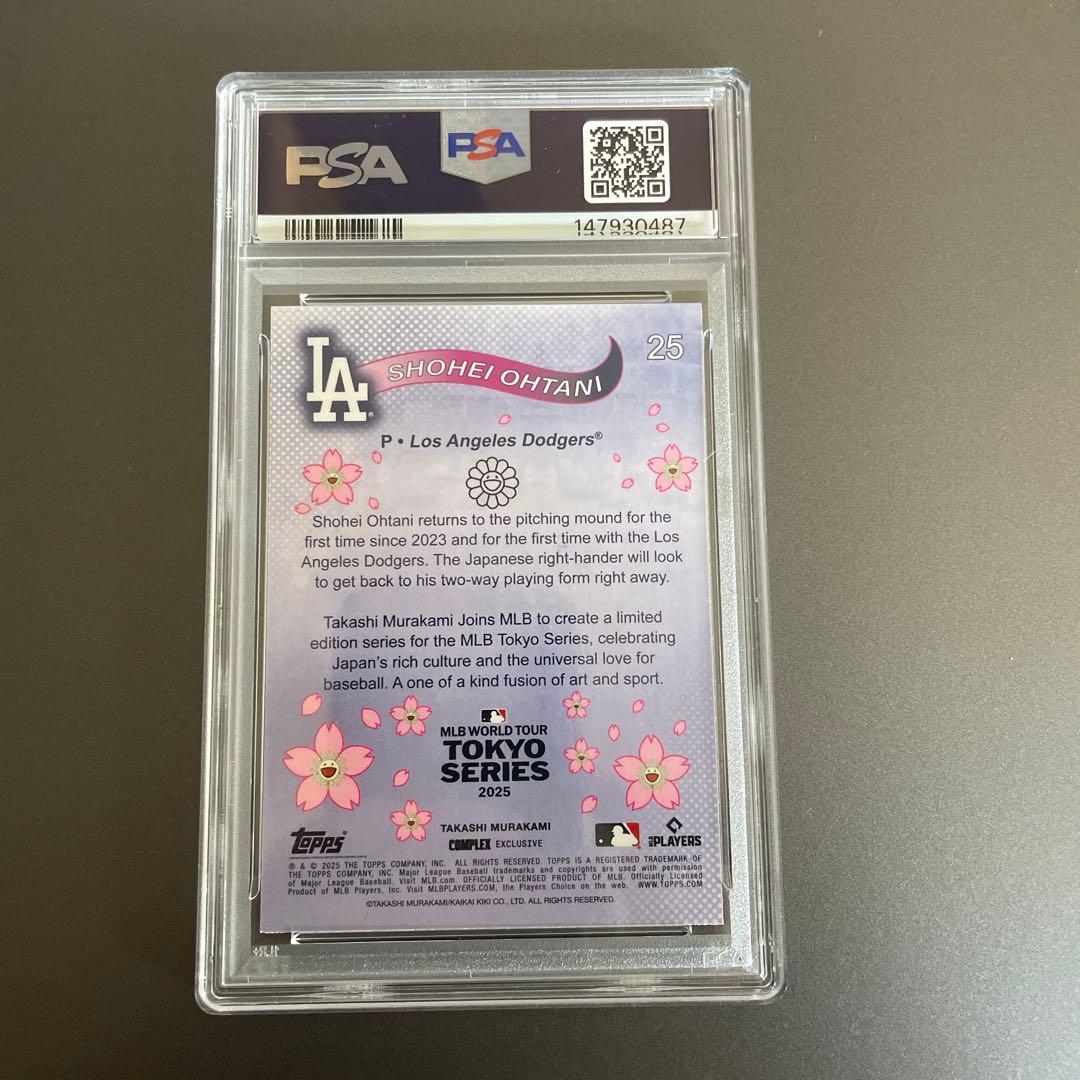 PSA
PSA
147930487
LA
SHOHEI OHTANI
25
P • Los Angeles Dodgers®
Shohei Ohtani returns to the pitching mound for the
first time since 2023 and for the first time with the Los
Angeles Dodgers. The Japanese right-hander will look
to get back to his two-way playing form right away.
Takashi Murakami Joins MLB to create a limited
edition series for the MLB Tokyo Series, celebrating
Japan's rich culture and the universal love for
baseball. A one of a kind fusion of art and sport.
MLB WORLD TOUR
TOKYO
SERIES
2025
TAKASHI MURAKAMI
COMPLEX EXCLUSIVE
Topps®
PLAYERS
® & © 2025 THE TOPPS COMPANY, INC. ALL RIGHTS RESERVED. TOPPS IS A REGISTERED TRADEMARK OF
THE TOPPS COMPANY, INC. Major League Baseball trademarks and copyrights are used with permission
of Major League Baseball. Visit MLB.com. OFFICIALLY LICENSED PRODUCT OF MLB. Officially Licensed
Product of MLB Players, Inc. Visit MLBPLAYERS.COM, the Players Choice on the web. WWW.TOPPS.COM
©TAKASHI MURAKAMI/KAIKAI KIKI CO., LTD. ALL RIGHTS RESERVED.